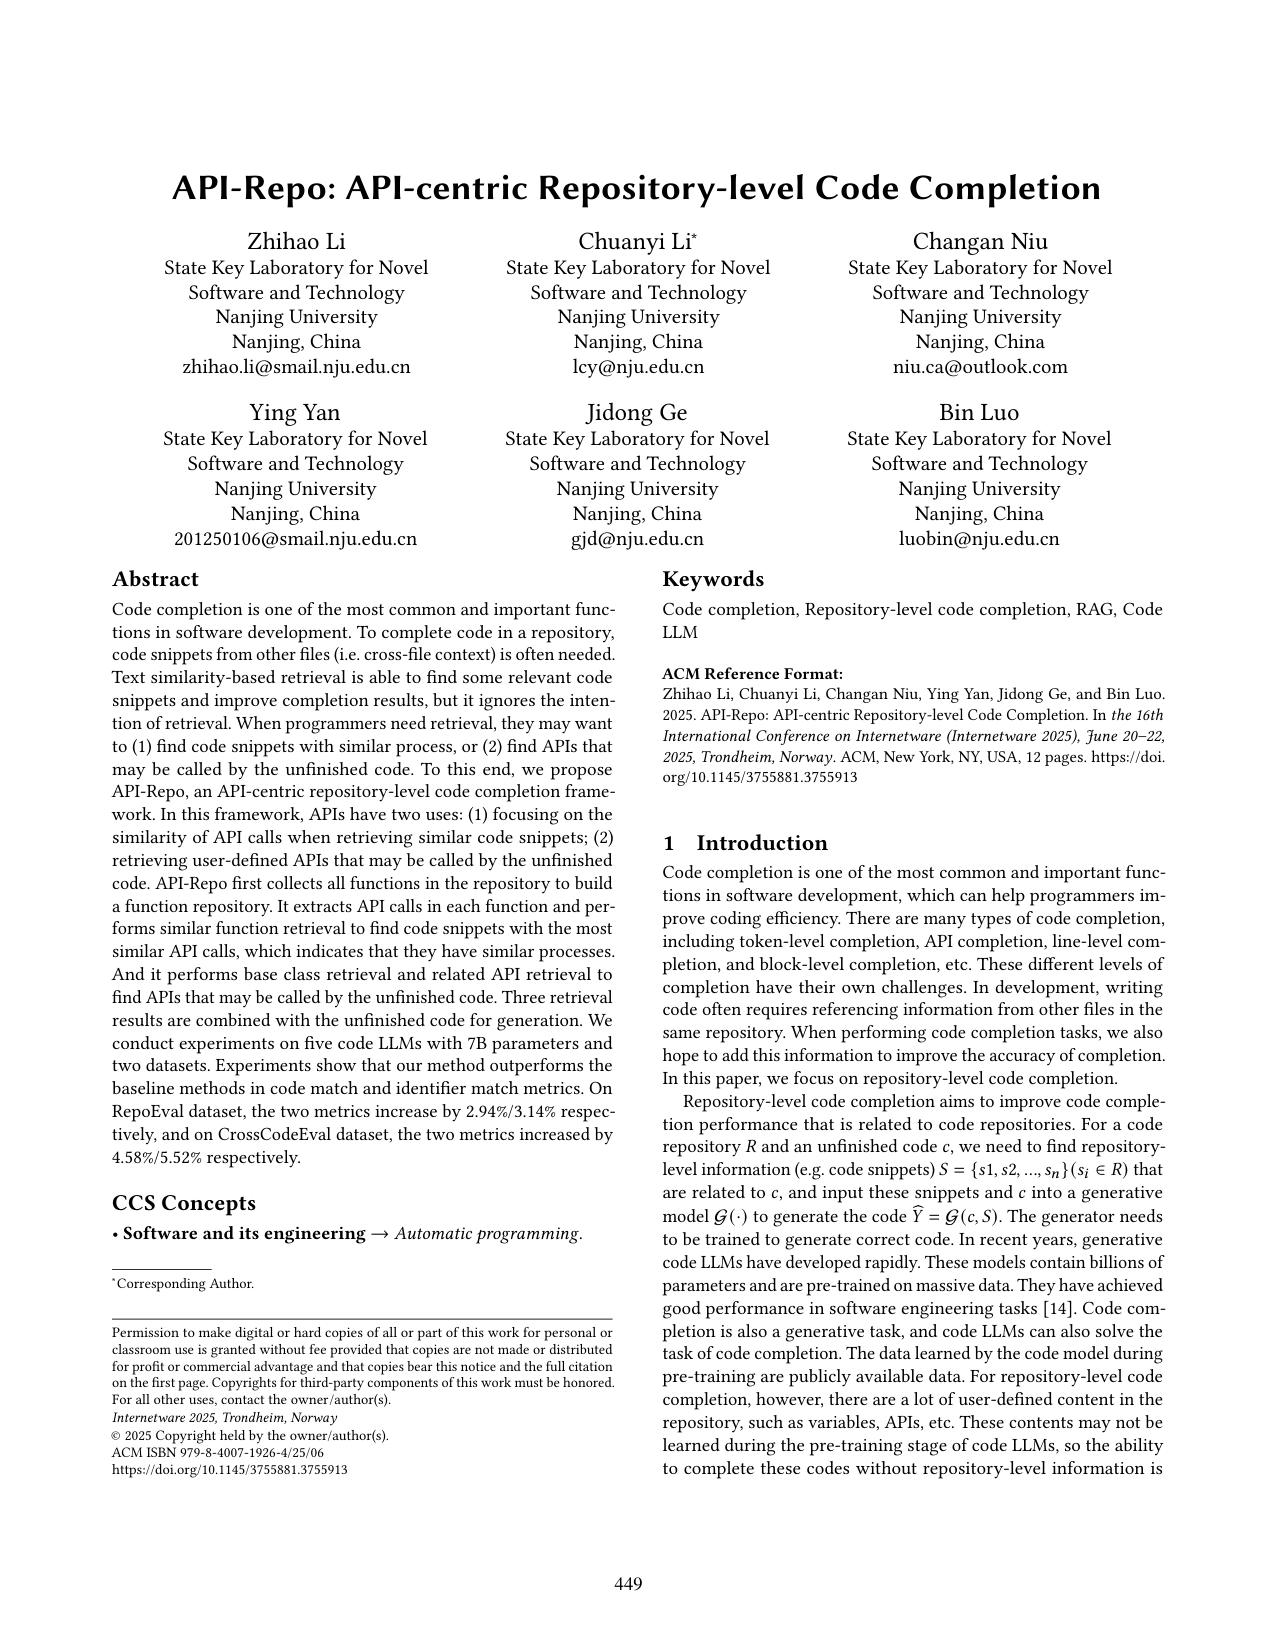 API-Repo: API-centric Repository-level Code Completion
Zhihao Li
State Key Laboratory for Novel
Software and Technology
Nanjing University
Nanjing, China
zhihao.li@smail.nju.edu.cn
Chuanyi Li*
State Key Laboratory for Novel
Software and Technology
Nanjing University
Nanjing, China
lcy@nju.edu.cn
Changan Niu
State Key Laboratory for Novel
Software and Technology
Nanjing University
Nanjing, China
niu.ca@outlook.com
Ying Yan
State Key Laboratory for Novel
Software and Technology
Nanjing University
Nanjing, China
201250106@smail.nju.edu.cn
Jidong Ge
State Key Laboratory for Novel
Software and Technology
Nanjing University
Nanjing, China
gjd@nju.edu.cn
Bin Luo
State Key Laboratory for Novel
Software and Technology
Nanjing University
Nanjing, China
luobin@nju.edu.cn
Abstract
Code completion is one of the most common and important func-
tions in software development. To complete code in a repository,
code snippets from other files (i.e. cross-file context) is often needed.
Text similarity-based retrieval is able to find some relevant code
snippets and improve completion results, but it ignores the inten-
tion of retrieval. When programmers need retrieval, they may want
to (1) find code snippets with similar process, or (2) find APIs that
may be called by the unfinished code. To this end, we propose
API-Repo, an API-centric repository-level code completion frame-
work. In this framework, APIs have two uses: (1) focusing on the
similarity of API calls when retrieving similar code snippets; (2)
retrieving user-defined APIs that may be called by the unfinished
code. API-Repo first collects all functions in the repository to build
a function repository. It extracts API calls in each function and per-
forms similar function retrieval to find code snippets with the most
similar API calls, which indicates that they have similar processes.
And it performs base class retrieval and related API retrieval to
find APIs that may be called by the unfinished code. Three retrieval
results are combined with the unfinished code for generation. We
conduct experiments on five code LLMs with 7B parameters and
two datasets. Experiments show that our method outperforms the
baseline methods in code match and identifier match metrics. On
RepoEval dataset, the two metrics increase by 2.94%/3.14% respec-
tively, and on CrossCodeEval dataset, the two metrics increased by
4.58%/5.52% respectively.
CCS Concepts
• Software and its engineering → Automatic programming.
*Corresponding Author.
Permission to make digital or hard copies of all or part of this work for personal or
classroom use is granted without fee provided that copies are not made or distributed
for profit or commercial advantage and that copies bear this notice and the full citation
on the first page. Copyrights for third-party components of this work must be honored.
For all other uses, contact the owner/author(s).
Internetware 2025, Trondheim, Norway
© 2025 Copyright held by the owner/author(s).
ACM ISBN 979-8-4007-1926-4/25/06
https://doi.org/10.1145/3755881.3755913
Keywords
Code completion, Repository-level code completion, RAG, Code
LLM
ACM Reference Format:
Zhihao Li, Chuanyi Li, Changan Niu, Ying Yan, Jidong Ge, and Bin Luo.
2025. API-Repo: API-centric Repository-level Code Completion. In the 16th
International Conference on Internetware (Internetware 2025), June 20–22,
2025, Trondheim, Norway. ACM, New York, NY, USA, 12 pages. https://doi.
org/10.1145/3755881.3755913
1 Introduction
Code completion is one of the most common and important func-
tions in software development, which can help programmers im-
prove coding efficiency. There are many types of code completion,
including token-level completion, API completion, line-level com-
pletion, and block-level completion, etc. These different levels of
completion have their own challenges. In development, writing
code often requires referencing information from other files in the
same repository. When performing code completion tasks, we also
hope to add this information to improve the accuracy of completion.
In this paper, we focus on repository-level code completion.
Repository-level code completion aims to improve code comple-
tion performance that is related to code repositories. For a code
repository R and an unfinished code c, we need to find repository-
level information (e.g. code snippets) S = {s1, s2, ..., sₙ}(sᵢ ∈ R) that
are related to c, and input these snippets and c into a generative
model 𝒢(·) to generate the code Ŷ = 𝒢(c, S). The generator needs
to be trained to generate correct code. In recent years, generative
code LLMs have developed rapidly. These models contain billions of
parameters and are pre-trained on massive data. They have achieved
good performance in software engineering tasks [14]. Code com-
pletion is also a generative task, and code LLMs can also solve the
task of code completion. The data learned by the code model during
pre-training are publicly available data. For repository-level code
completion, however, there are a lot of user-defined content in the
repository, such as variables, APIs, etc. These contents may not be
learned during the pre-training stage of code LLMs, so the ability
to complete these codes without repository-level information is
449